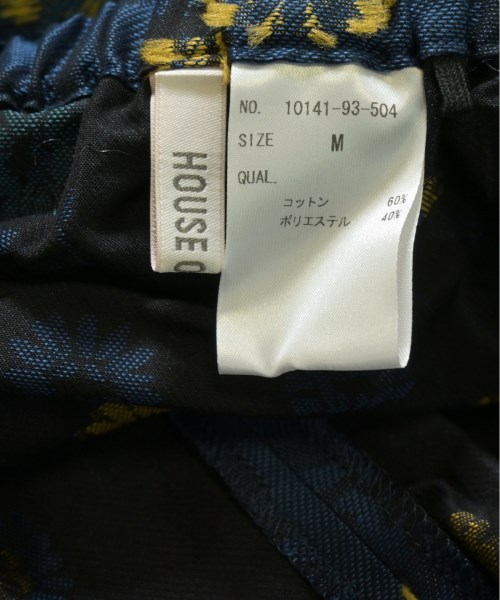 HOUSE O
NO. 10141-93-504
SIZE M
QUAL.
コットン 60%
ポリエステル 40%